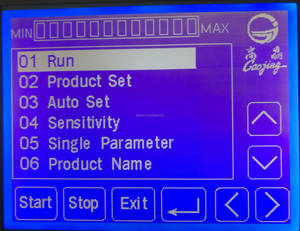 MIN MAX
01 Run
02 Product Set
03 Auto Set
04 Sensitivity
05 Single Parameter
06 Product Name
高晶
Gaojing
Start Stop Exit